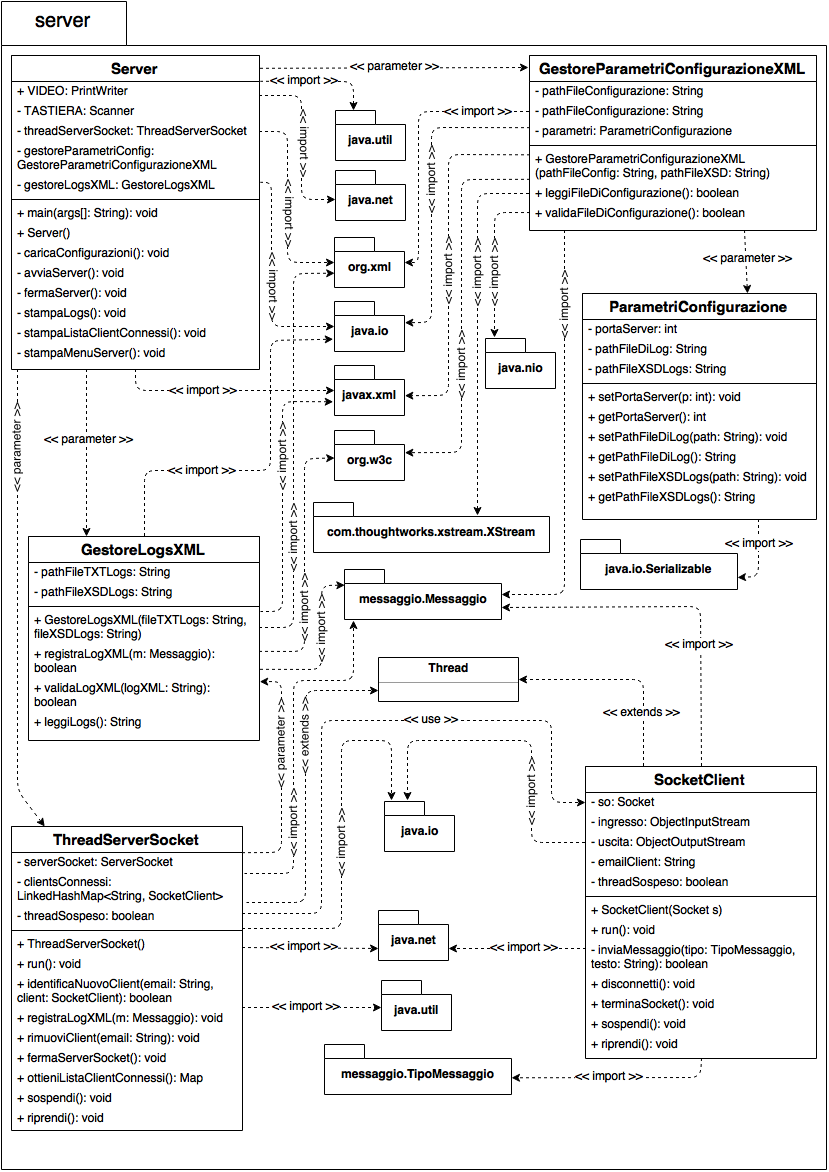 server
Server
+ VIDEO: PrintWriter
- TASTIERA: Scanner
- threadServerSocket: ThreadServerSocket
- gestoreParametriConfig:
GestoreParametriConfigurazioneXML
- gestoreLogsXML: GestoreLogsXML
+ main(args[]: String): void
+ Server()
- caricaConfigurazioni(): void
- avviaServer(): void
- fermaServer(): void
- stampaLogs(): void
- stampaListaClientConnessi(): void
- stampaMenuServer(): void
<< parameter >>
<< import >>
<< import >>
<< import >>
<< import >>
<< import >>
<< parameter >>
<< parameter >>
java.util
java.net
org.xml
java.io
javax.xml
org.w3c
com.thoughtworks.xstream.XStream
java.nio
GestoreParametriConfigurazioneXML
- pathFileConfigurazione: String
- pathFileConfigurazione: String
- parametri: ParametriConfigurazione
+ GestoreParametriConfigurazioneXML
(pathFileConfig: String, pathFileXSD: String)
+ leggiFileDiConfigurazione(): boolean
+ validaFileDiConfigurazione(): boolean
<< import >>
<< import >>
<< import >>
<< import >>
<< import >>
<< import >>
<< import >>
<< parameter >>
ParametriConfigurazione
- portaServer: int
- pathFileDiLog: String
- pathFileXSDLogs: String
+ setPortaServer(p: int): void
+ getPortaServer(): int
+ setPathFileDiLog(path: String): void
+ getPathFileDiLog(): String
+ setPathFileXSDLogs(path: String): void
+ getPathFileXSDLogs(): String
<< import >>
java.io.Serializable
GestoreLogsXML
- pathFileTXTLogs: String
- pathFileXSDLogs: String
+ GestoreLogsXML(fileTXTLogs: String,
fileXSDLogs: String)
+ registraLogXML(m: Messaggio):
boolean
+ validaLogXML(logXML: String):
boolean
+ leggiLogs(): String
<< import >>
<< import >>
<< import >>
<< import >>
<< import >>
messaggio.Messaggio
Thread
<< import >>
<< extends >>
<< use >>
<< parameter >>
<< import >>
<< extends >>
<< import >>
<< import >>
java.io
ThreadServerSocket
- serverSocket: ServerSocket
- clientsConnessi:
LinkedHashMap<String, SocketClient>
- threadSospeso: boolean
+ ThreadServerSocket()
+ run(): void
+ identificaNuovoClient(email: String,
client: SocketClient): boolean
+ registraLogXML(m: Messaggio): void
+ rimuoviClient(email: String): void
+ fermaServerSocket(): void
+ ottieniListaClientConnessi(): Map
+ sospendi(): void
+ riprendi(): void
<< import >>
java.net
<< import >>
<< import >>
java.util
messaggio.TipoMessaggio
<< import >>
SocketClient
- so: Socket
- ingresso: ObjectInputStream
- uscita: ObjectOutputStream
- emailClient: String
- threadSospeso: boolean
+ SocketClient(Socket s)
+ run(): void
- inviaMessaggio(tipo: TipoMessaggio,
testo: String): boolean
+ disconnetti(): void
+ terminaSocket(): void
+ sospendi(): void
+ riprendi(): void